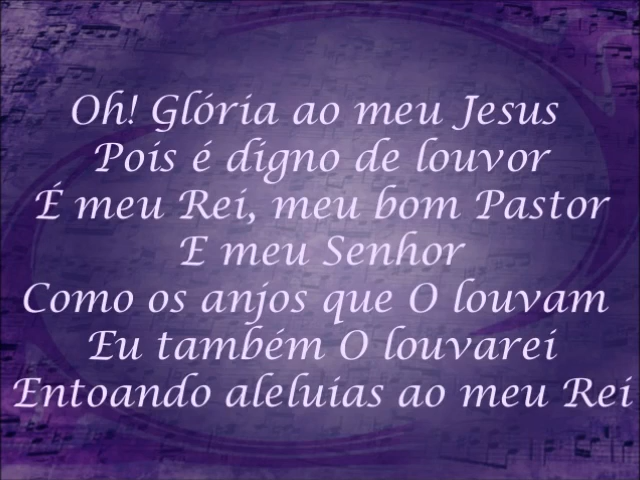 Oh! Glória ao meu Jesus
Pois é digno de louvor
É meu Rei, meu bom Pastor
E meu Senhor
Como os anjos que O louvam
Eu também O louvarei
Entoando aleluias ao meu Rei